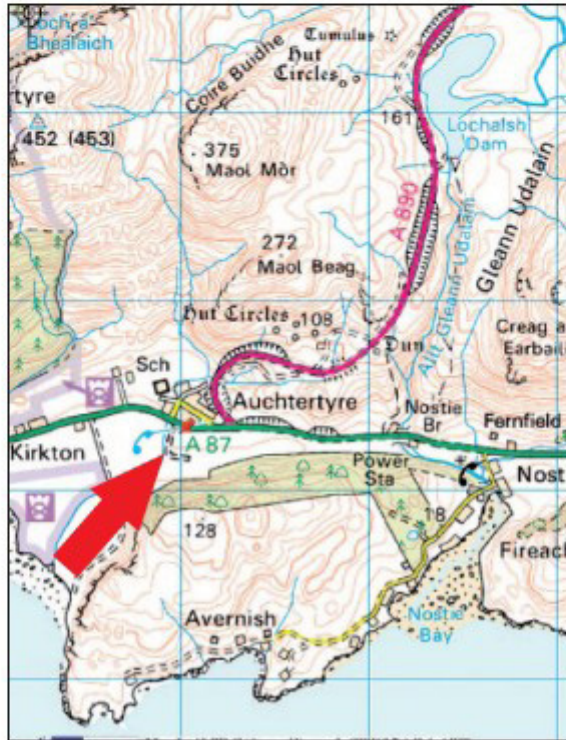 Bhealaich
tyre
452 (453)
Coire Buidhe
Tumulus
Hut
Circles
161
Lochalsh
Dam
375
Maol Mòr
A 890
Gleann Udalain
Allt Gleann Udalain
272
Maol Beag
Hut Circles
108
Dun
Creag a
Earbail
Sch
Auchtertyre
Nostie
Br
Fernfield
Kirkton
A 87
Power
Sta
Nost
128
18
Fireach
Avernish
Nostie
Bay